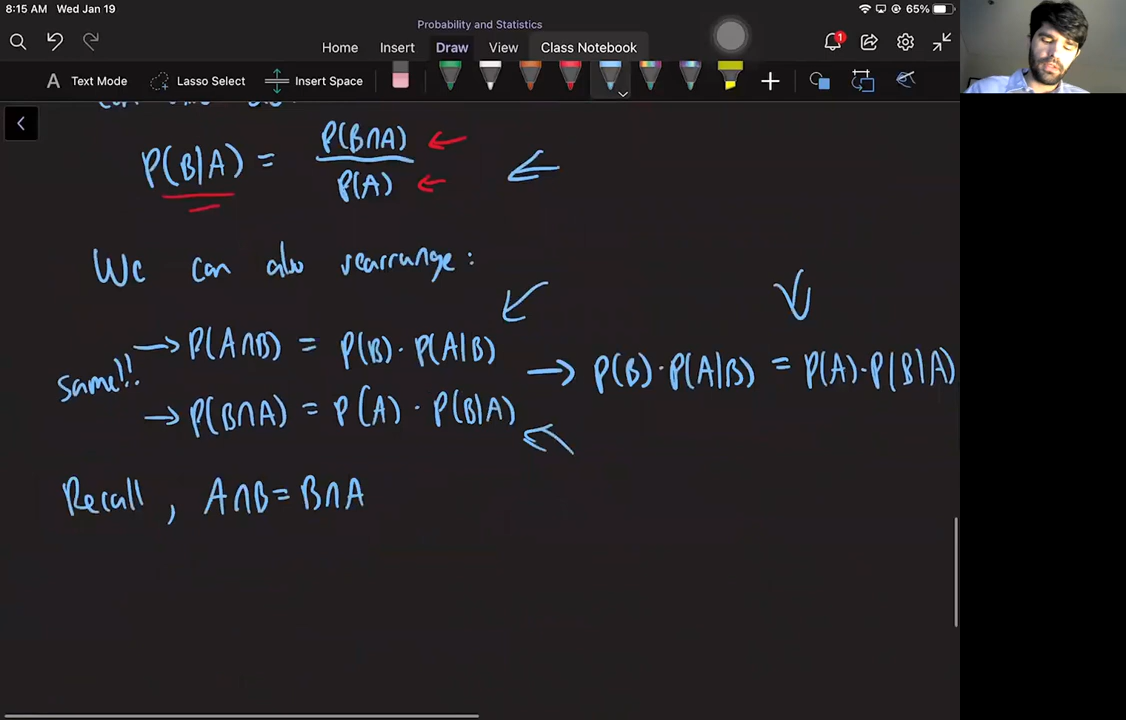 8:15 AM Wed Jan 19
65%
Probability and Statistics
Home Insert Draw View Class Notebook
1
A Text Mode Lasso Select Insert Space
P(B|A) = P(B∩A) / P(A)
We can also rearrange:
→ P(A∩B) = P(B)·P(A|B)
same!!
→ P(B∩A) = P(A)·P(B|A)
→ P(B)·P(A|B) = P(A)·P(B|A)
Recall, A∩B = B∩A